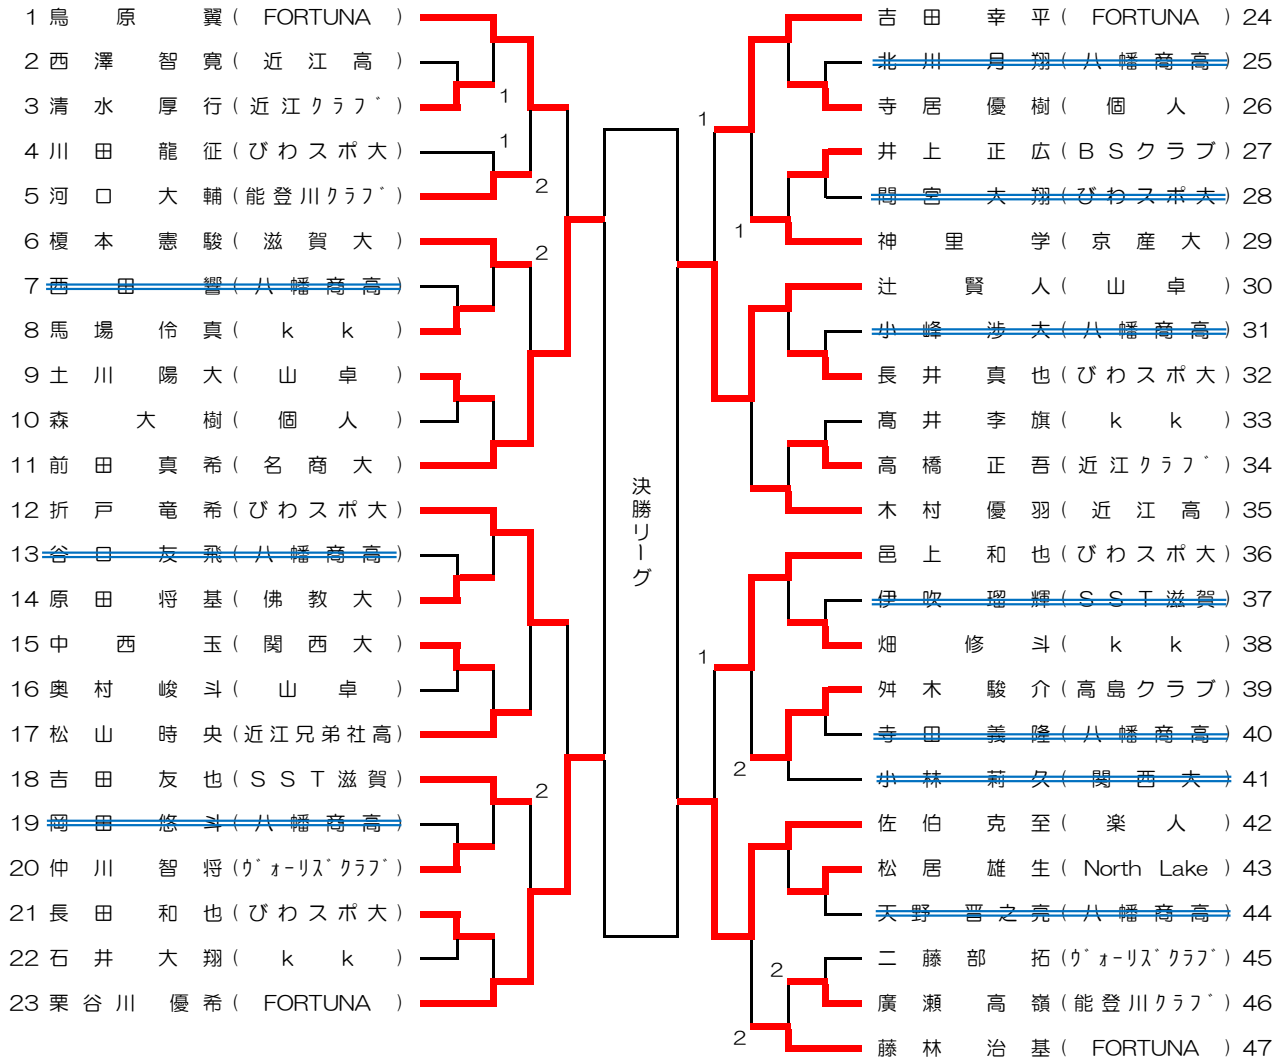 1 鳥原 翼 ( FORTUNA )
2 西澤 智寛 ( 近江高 )
3 清水 厚行 ( 近江クラブ )
4 川田 龍征 ( びわスポ大 )
5 河口 大輔 ( 能登川クラブ )
6 榎本 憲駿 ( 滋賀大 )
7 西田 響 ( 八幡商高 )
8 馬場 伶真 ( kk )
9 土川 陽大 ( 山卓 )
10 森 大樹 ( 個人 )
11 前田 真希 ( 名商大 )
12 折戸 竜希 ( びわスポ大 )
13 谷口 友飛 ( 八幡商高 )
14 原田 将基 ( 佛教大 )
15 中西 玉 ( 関西大 )
16 奥村 峻斗 ( 山卓 )
17 松山 時央 ( 近江兄弟社高 )
18 吉田 友也 ( SST滋賀 )
19 岡田 悠斗 ( 八幡商高 )
20 仲川 智将 ( ヴォーリズクラブ )
21 長田 和也 ( びわスポ大 )
22 石井 大翔 ( kk )
23 栗谷川 優希 ( FORTUNA )
1
1
2
2
2
決勝リーグ
1
1
1
2
2
2
吉田 幸平 ( FORTUNA ) 24
北川 月翔 ( 八幡商高 ) 25
寺居 優樹 ( 個人 ) 26
井上 正広 ( BSクラブ ) 27
間宮 大翔 ( びわスポ大 ) 28
神里 学 ( 京産大 ) 29
辻 賢人 ( 山卓 ) 30
小峰 渉大 ( 八幡商高 ) 31
長井 真也 ( びわスポ大 ) 32
髙井 李旗 ( kk ) 33
高橋 正吾 ( 近江クラブ ) 34
木村 優羽 ( 近江高 ) 35
邑上 和也 ( びわスポ大 ) 36
伊吹 瑠輝 ( SST滋賀 ) 37
畑 修斗 ( kk ) 38
舛木 駿介 ( 高島クラブ ) 39
寺田 義隆 ( 八幡商高 ) 40
小林 莉久 ( 関西大 ) 41
佐伯 克至 ( 楽人 ) 42
松居 雄生 ( North Lake ) 43
天野 晋之亮 ( 八幡商高 ) 44
二藤部 拓 ( ヴォーリズクラブ ) 45
廣瀬 高嶺 ( 能登川クラブ ) 46
藤林 治基 ( FORTUNA ) 47